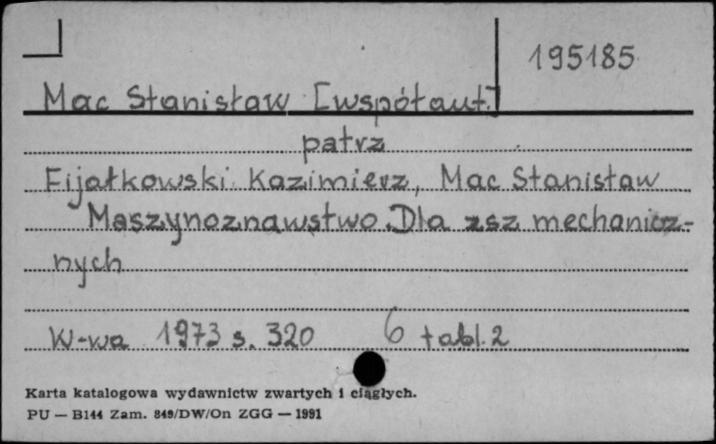 195185
Mac Stanisław [współaut.]
patrz
Fijałkowski Kazimierz, Mac Stanisław
Maszynoznawstwo. Dla zsz mechanicz-
nych
W-wa 1973 s. 320 6 tabl. 2
Karta katalogowa wydawnictw zwartych i ciągłych.
PU — B144 Zam. 849/DW/On ZGG — 1991